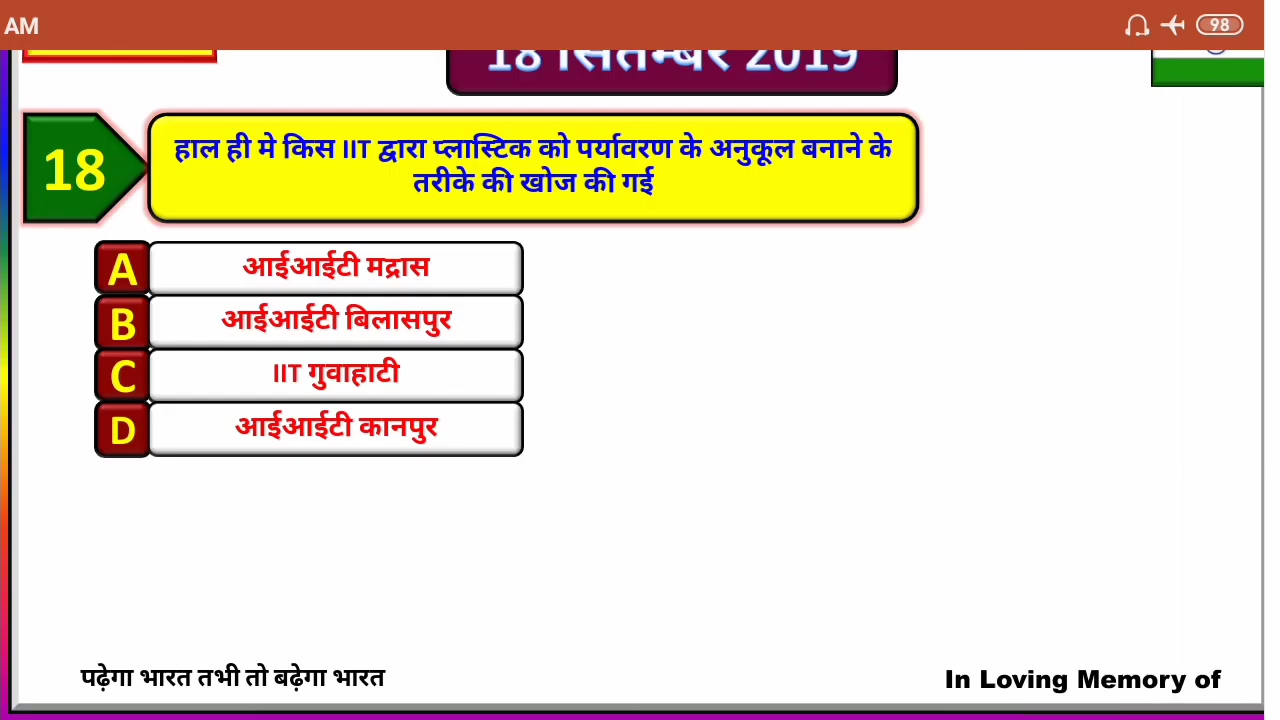 AM
98
18 सितम्बर 2019
18
हाल ही मे किस IIT द्वारा प्लास्टिक को पर्यावरण के अनुकूल बनाने के
तरीके की खोज की गई
A आईआईटी मद्रास
B आईआईटी बिलासपुर
C IIT गुवाहाटी
D आईआईटी कानपुर
पढ़ेगा भारत तभी तो बढ़ेगा भारत
In Loving Memory of